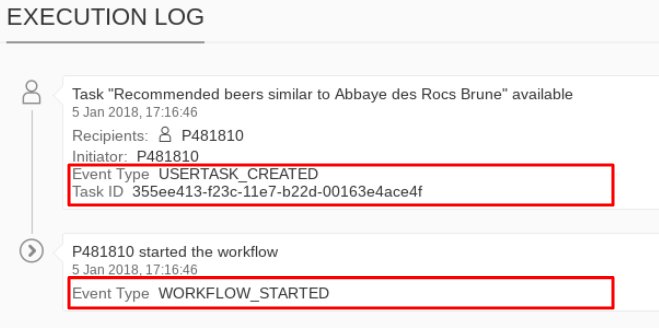 EXECUTION LOG
Task "Recommended beers similar to Abbaye des Rocs Brune" available
5 Jan 2018, 17:16:46
Recipients: P481810
Initiator: P481810
Event Type USERTASK_CREATED
Task ID 355ee413-f23c-11e7-b22d-00163e4ace4f
P481810 started the workflow
5 Jan 2018, 17:16:46
Event Type WORKFLOW_STARTED